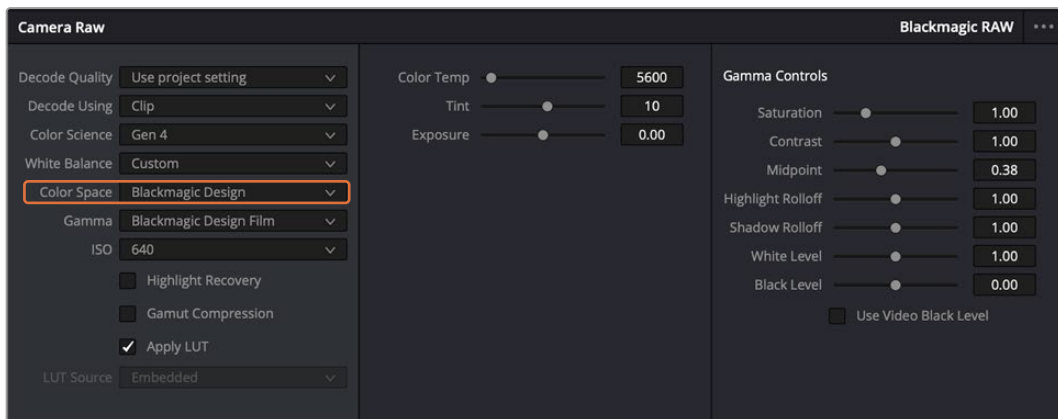 Camera Raw
Blackmagic RAW
Decode Quality Use project setting
Decode Using Clip
Color Science Gen 4
White Balance Custom
Color Space Blackmagic Design
Gamma Blackmagic Design Film
ISO 640
Highlight Recovery
Gamut Compression
Apply LUT
LUT Source Embedded
Color Temp 5600
Tint 10
Exposure 0.00
Gamma Controls
Saturation 1.00
Contrast 1.00
Midpoint 0.38
Highlight Rolloff 1.00
Shadow Rolloff 1.00
White Level 1.00
Black Level 0.00
Use Video Black Level